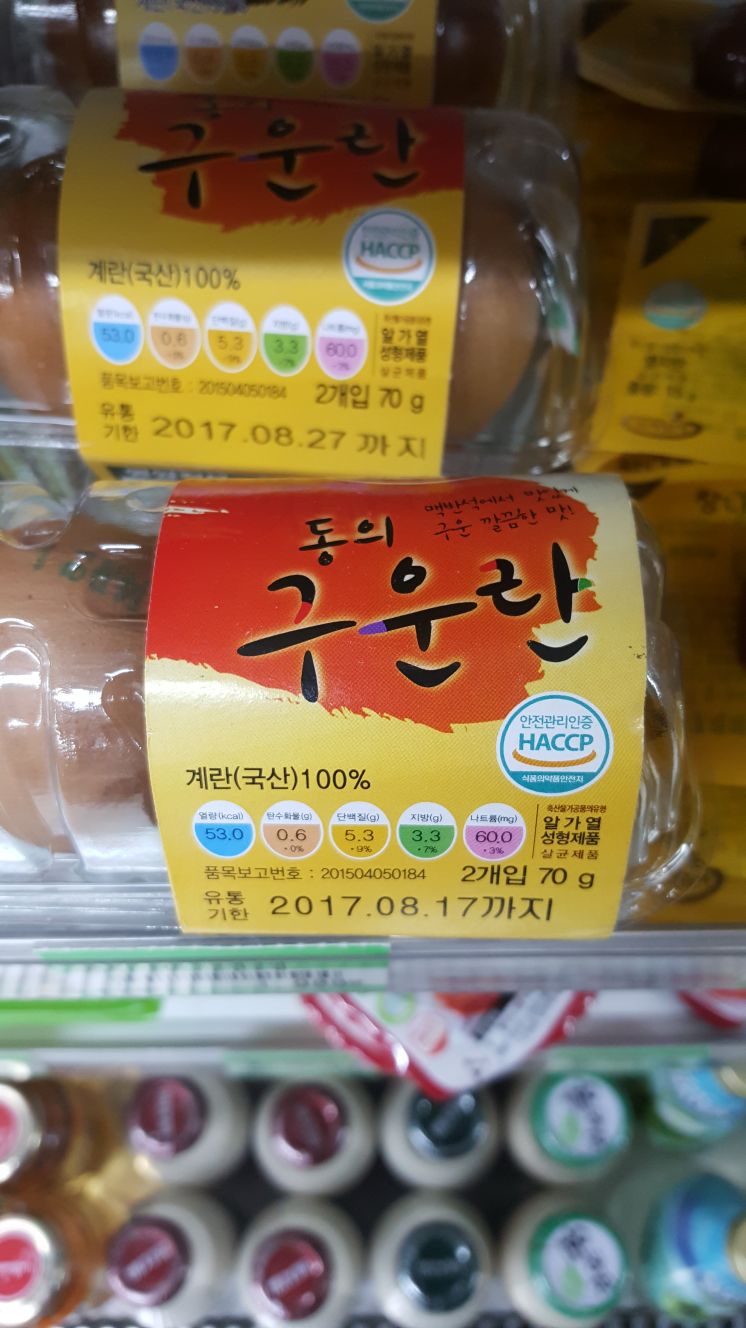 구운란
HACCP
계란(국산)100%
53.0 0.6 5.3 3.3 60.0
알가열
성형제품
살균제품
품목보고번호 : 201504050184 2개입 70 g
유통
기한 2017.08.27 까지
맥반석에서 맛있게
구운 깔끔한 맛!
동의
구운란
안전관리인증
HACCP
식품의약품안전처
계란(국산)100%
축산물가공품의유형
열량(kcal) 탄수화물(g) 단백질(g) 지방(g) 나트륨(mg)
53.0 0.6 5.3 3.3 60.0
•0% •9% •7% •3%
알가열
성형제품
살균제품
품목보고번호 : 201504050184 2개입 70 g
유통
기한 2017.08.17까지